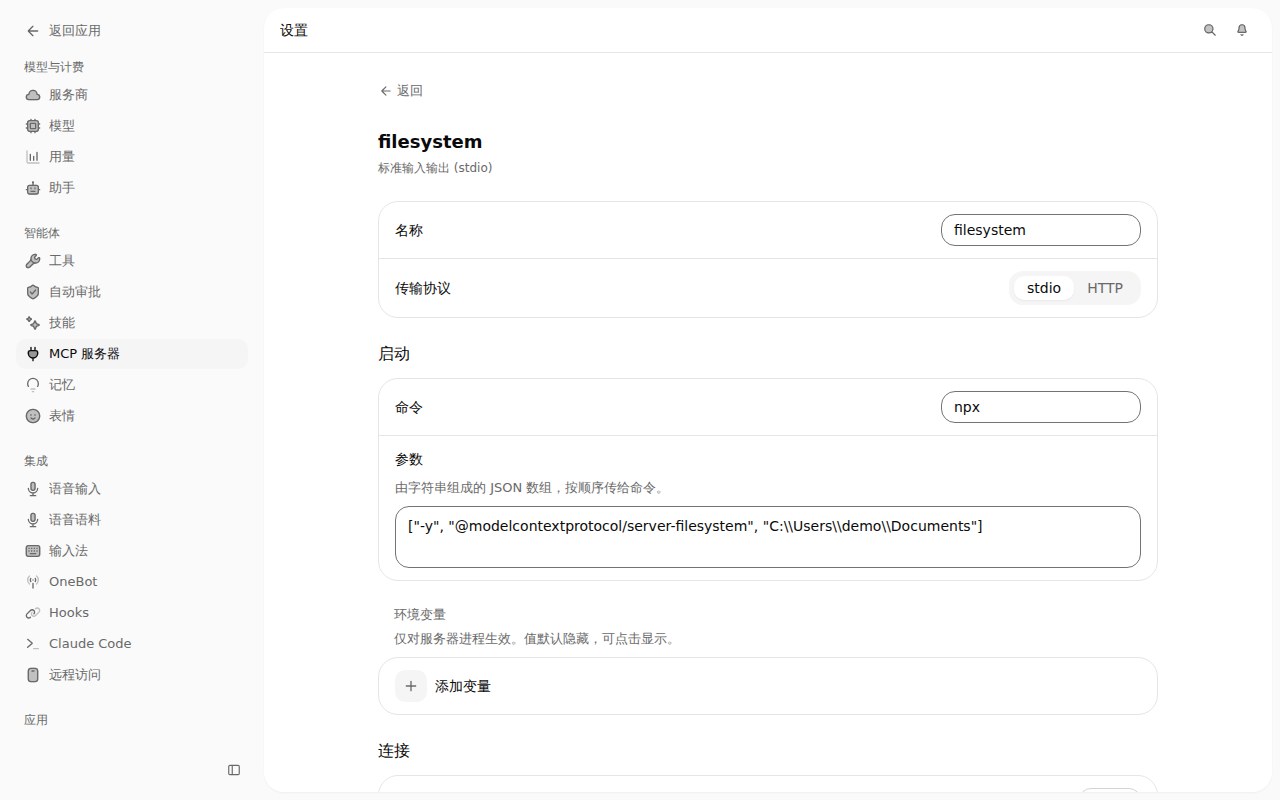 返回应用
模型与计费
服务商
模型
用量
助手
智能体
工具
自动审批
技能
MCP 服务器
记忆
表情
集成
语音输入
语音语料
输入法
OneBot
Hooks
Claude Code
远程访问
应用
设置
返回
filesystem
标准输入输出 (stdio)
名称
filesystem
传输协议
stdio HTTP
启动
命令
npx
参数
由字符串组成的 JSON 数组，按顺序传给命令。
["-y", "@modelcontextprotocol/server-filesystem", "C:\\Users\\demo\\Documents"]
环境变量
仅对服务器进程生效。值默认隐藏，可点击显示。
添加变量
连接